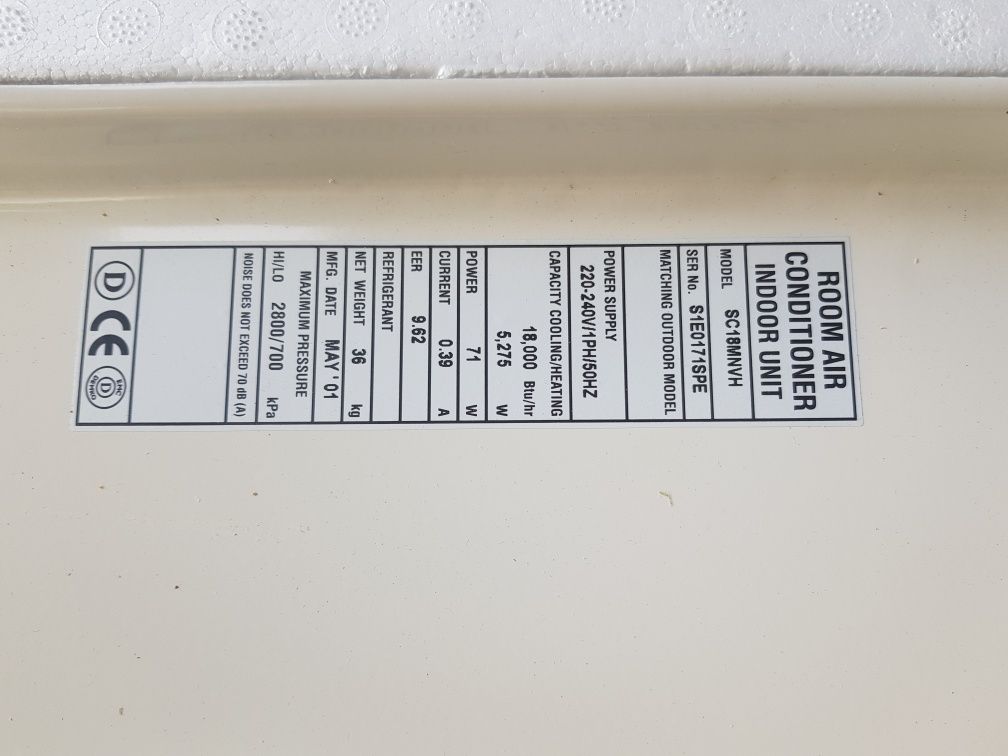 ROOM AIR
CONDITIONER
INDOOR UNIT
MODEL SC18MNVH
SER No. S1E0171SPE
MATCHING OUTDOOR MODEL
POWER SUPPLY
220-240V/1PH/50HZ
CAPACITY COOLING/HEATING
18,000 Btu/hr
5,275 W
POWER 71 W
CURRENT 0.39 A
EER 9.62
REFRIGERANT
NET WEIGHT 36 kg
MFG. DATE MAY ' 01
MAXIMUM PRESSURE
HI/LO 2800/700 kPa
NOISE DOES NOT EXCEED 70 dB (A)
D CE D
EMC